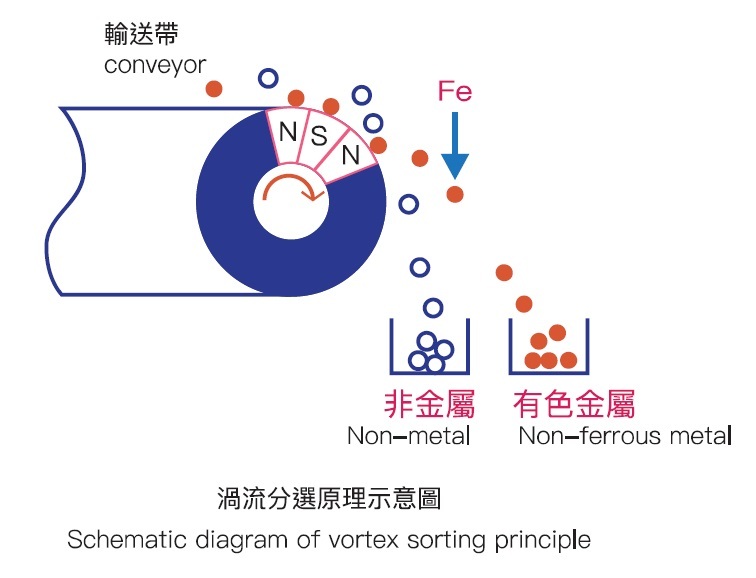 輸送帶
conveyor
Fe
N
S
N
非金屬
Non-metal
有色金屬
Non-ferrous metal
渦流分選原理示意圖
Schematic diagram of vortex sorting principle